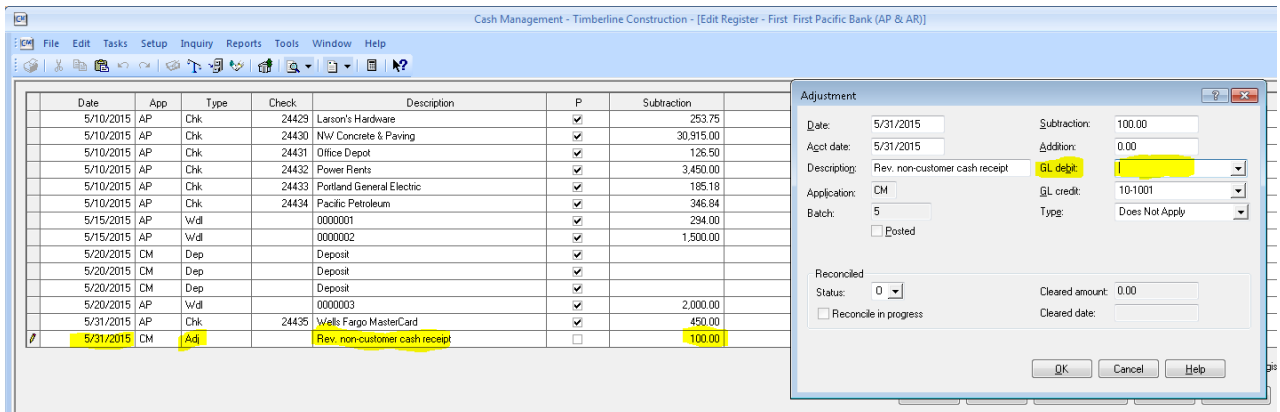 Cash Management - Timberline Construction - [Edit Register - First First Pacific Bank (AP & AR)]
File Edit Tasks Setup Inquiry Reports Tools Window Help
Date App Type Check Description P Subtraction
5/10/2015 AP Chk 24429 Larson's Hardware 253.75
5/10/2015 AP Chk 24430 NW Concrete & Paving 30,915.00
5/10/2015 AP Chk 24431 Office Depot 126.50
5/10/2015 AP Chk 24432 Power Rents 3,450.00
5/10/2015 AP Chk 24433 Portland General Electric 185.18
5/10/2015 AP Chk 24434 Pacific Petroleum 346.84
5/15/2015 AP Wdl 0000001 294.00
5/15/2015 AP Wdl 0000002 1,500.00
5/20/2015 CM Dep Deposit
5/20/2015 CM Dep Deposit
5/20/2015 CM Dep Deposit
5/20/2015 AP Wdl 0000003 2,000.00
5/31/2015 AP Chk 24435 Wells Fargo MasterCard 450.00
5/31/2015 CM Adj Rev. non-customer cash receipt 100.00
Adjustment
Date: 5/31/2015 Subtraction: 100.00
Acct date: 5/31/2015 Addition: 0.00
Description: Rev. non-customer cash receipt GL debit:
Application: CM GL credit: 10-1001
Batch: 5 Type: Does Not Apply
Posted
Reconciled
Status: O Cleared amount: 0.00
Reconcile in progress Cleared date:
OK Cancel Help